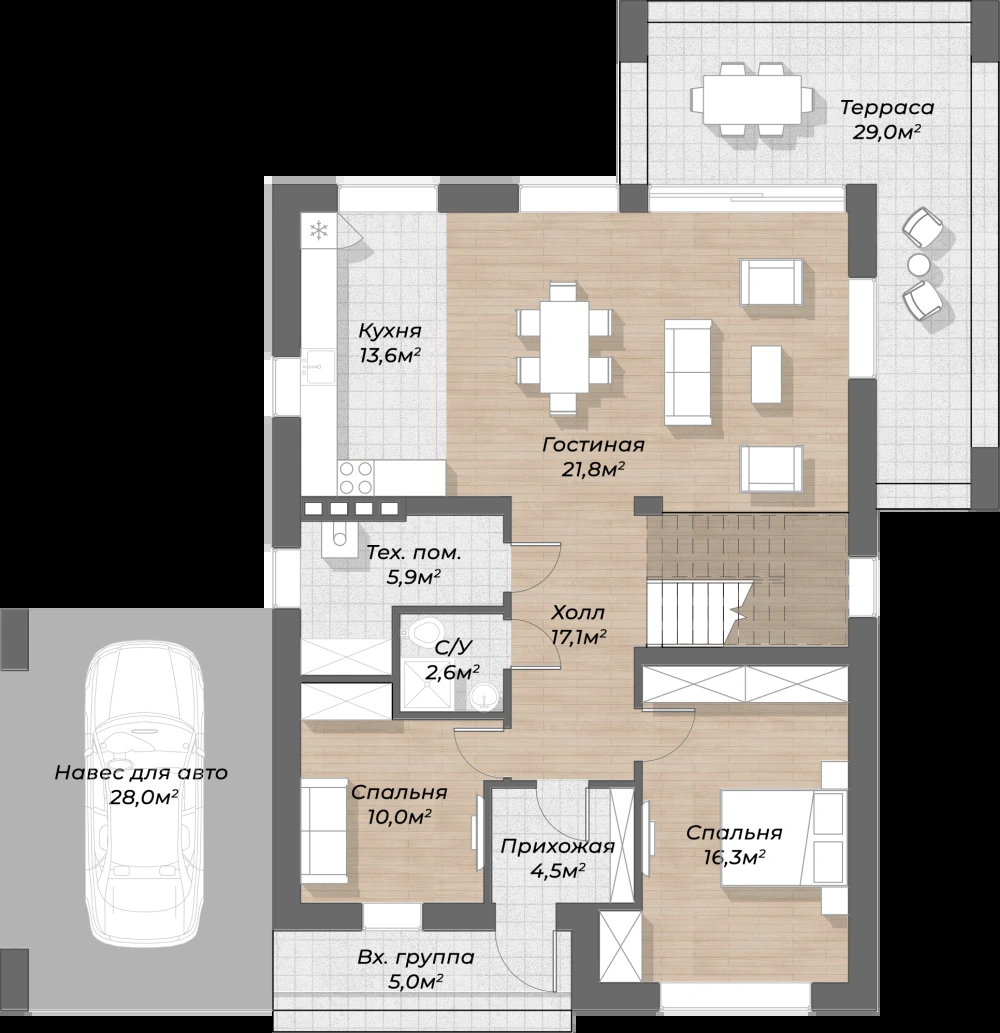 Терраса
29,0м²
Кухня
13,6м²
Гостиная
21,8м²
Тех. пом.
5,9м²
Холл
17,1м²
С/У
2,6м²
Навес для авто
28,0м²
Спальня
10,0м²
Прихожая
4,5м²
Спальня
16,3м²
Вх. группа
5,0м²